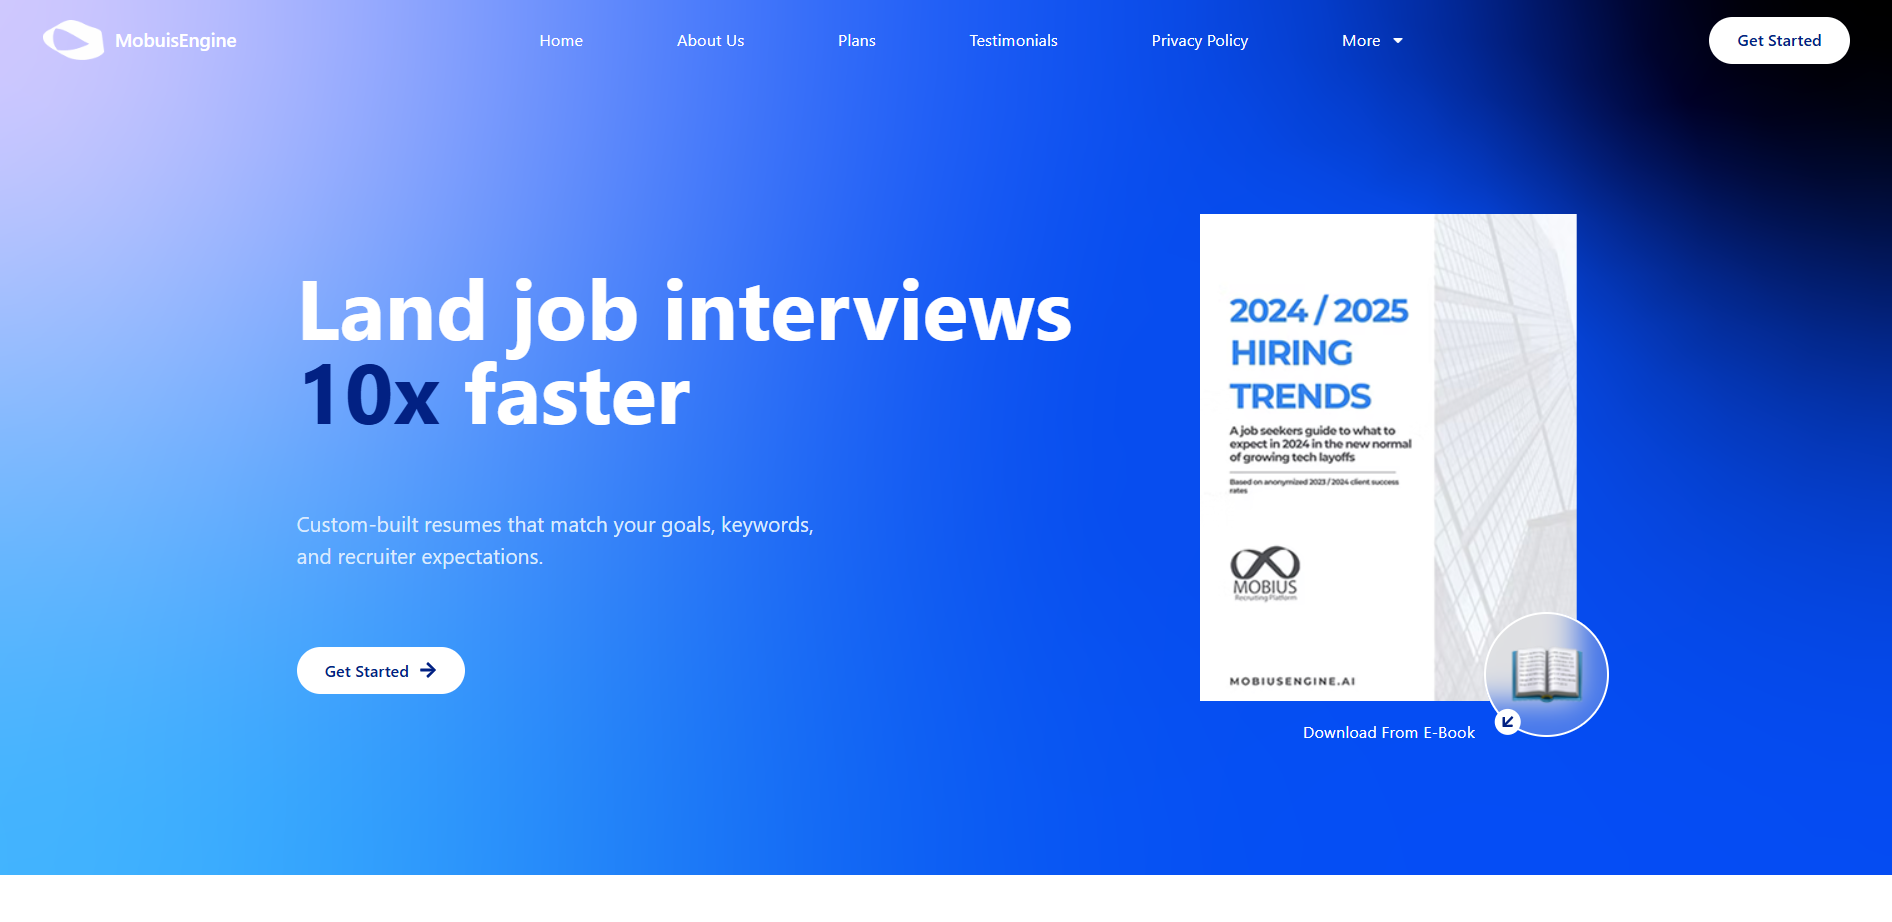 MobuisEngine
Home
About Us
Plans
Testimonials
Privacy Policy
More
Get Started
Land job interviews
10x faster
Custom-built resumes that match your goals, keywords,
and recruiter expectations.
Get Started
2024 / 2025
HIRING
TRENDS
A job seekers guide to what to
expect in 2024 in the new normal
of growing tech layoffs
Based on anonymized 2023 / 2024 client success
rates
MOBIUS
Recruiting Platform
MOBIUSENGINE.AI
Download From E-Book